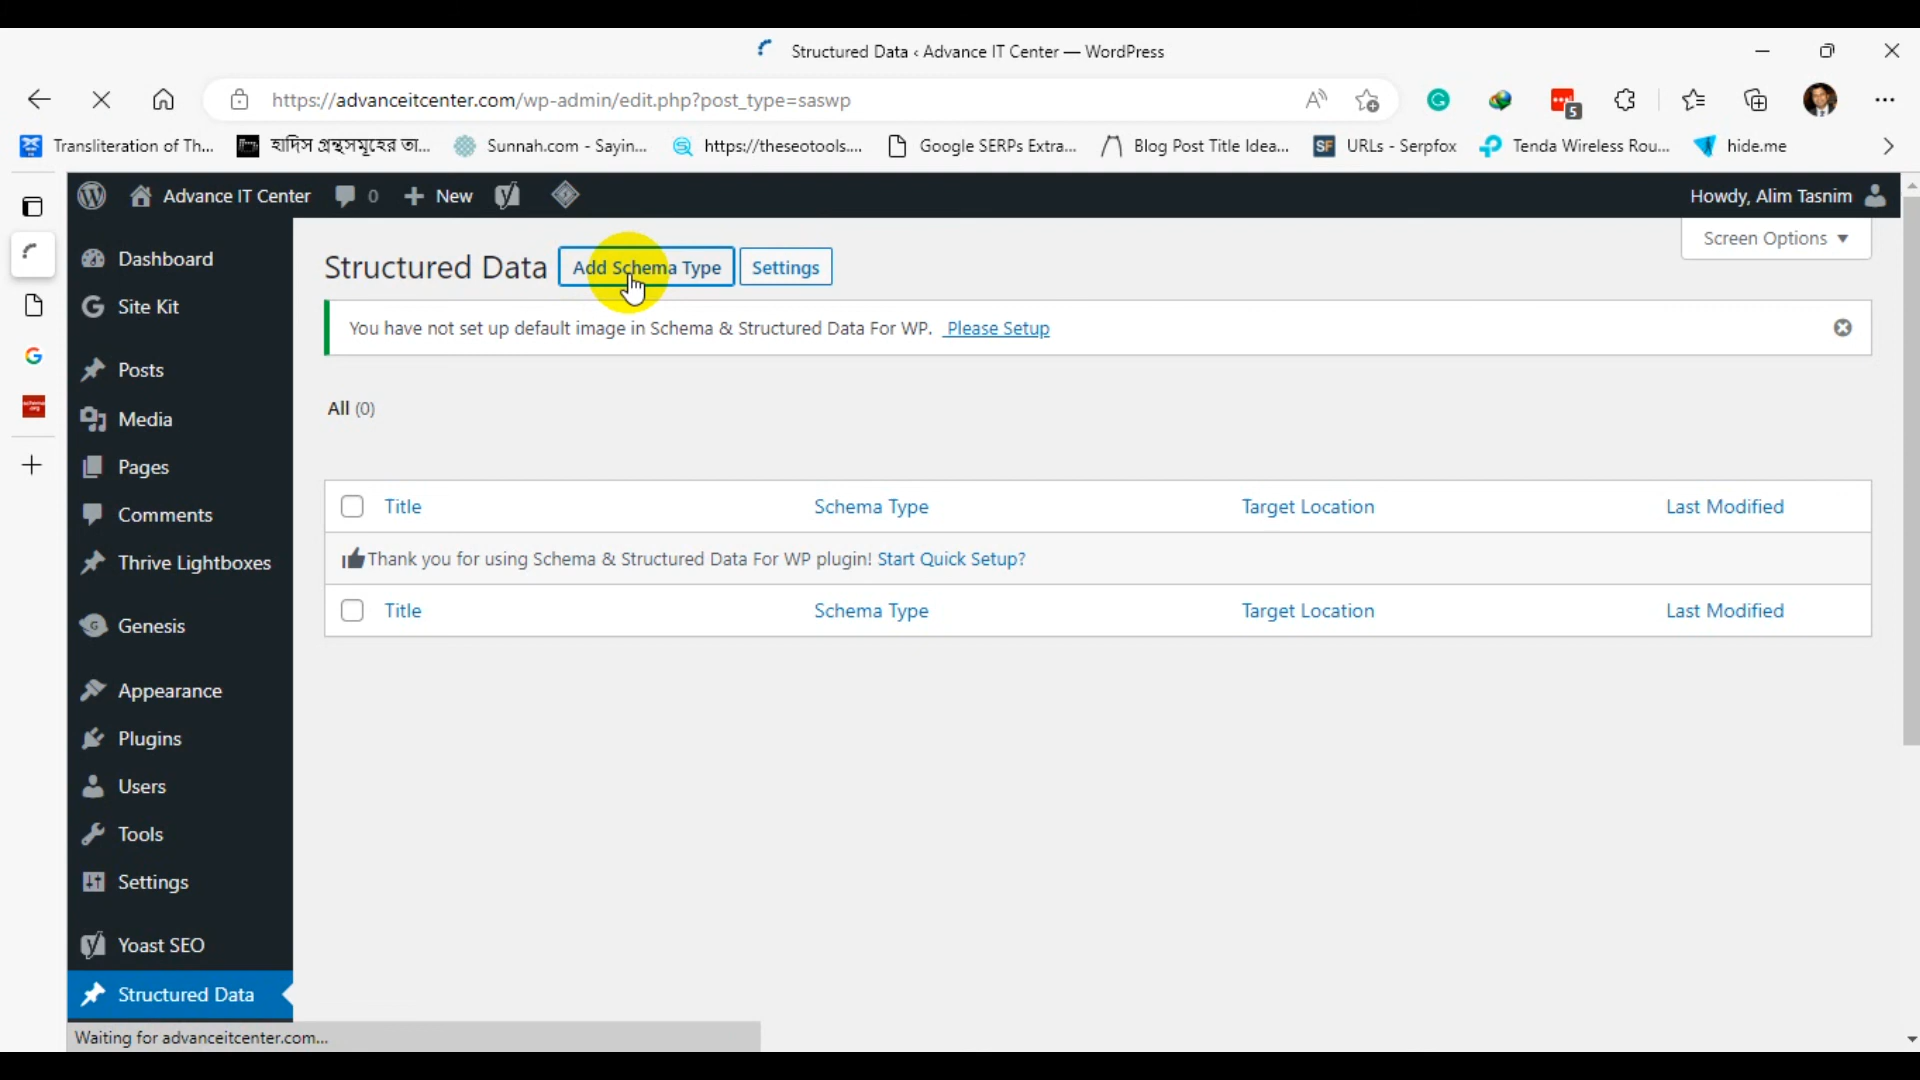 Structured Data ‹ Advance IT Center — WordPress
https://advanceitcenter.com/wp-admin/edit.php?post_type=saswp
5
Transliteration of Th... হাদিস গ্রন্থসমূহের তা... Sunnah.com - Sayin... https://theseotools.... Google SERPs Extra... Blog Post Title Idea... SF URLs - Serpfox Tenda Wireless Rou... hide.me
Advance IT Center 0 New Howdy, Alim Tasnim
Screen Options
Structured Data Add Schema Type Settings
You have not set up default image in Schema & Structured Data For WP. Please Setup
All (0)
Title Schema Type Target Location Last Modified
Thank you for using Schema & Structured Data For WP plugin! Start Quick Setup?
Title Schema Type Target Location Last Modified
Dashboard
Site Kit
Posts
Media
Pages
Comments
Thrive Lightboxes
Genesis
Appearance
Plugins
Users
Tools
Settings
Yoast SEO
Structured Data
Waiting for advanceitcenter.com...